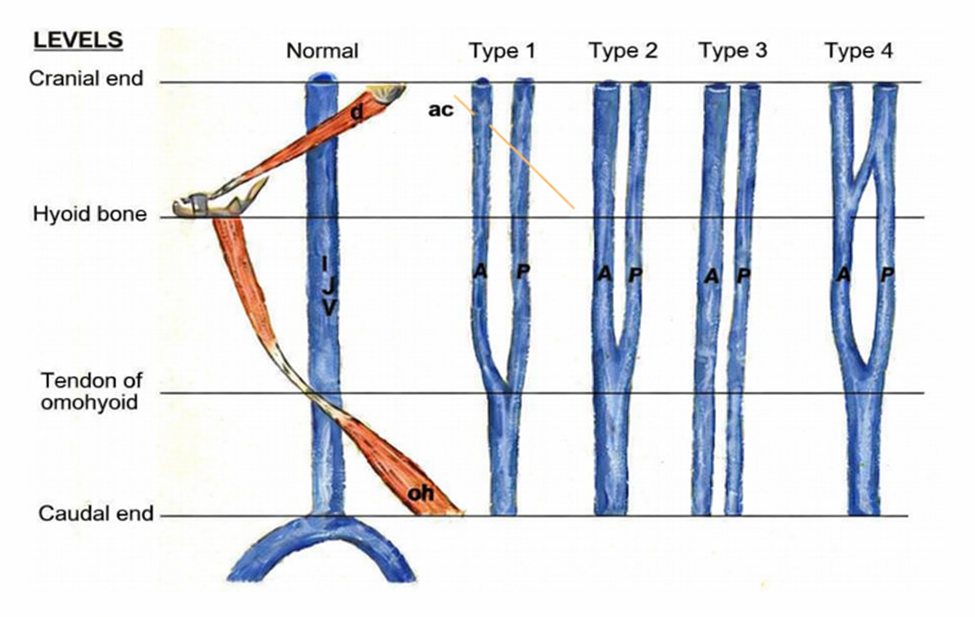 LEVELS
Normal Type 1 Type 2 Type 3 Type 4
Cranial end
d
ac
Hyoid bone
I
J
V
A P A P A P A P
Tendon of
omohyoid
oh
Caudal end